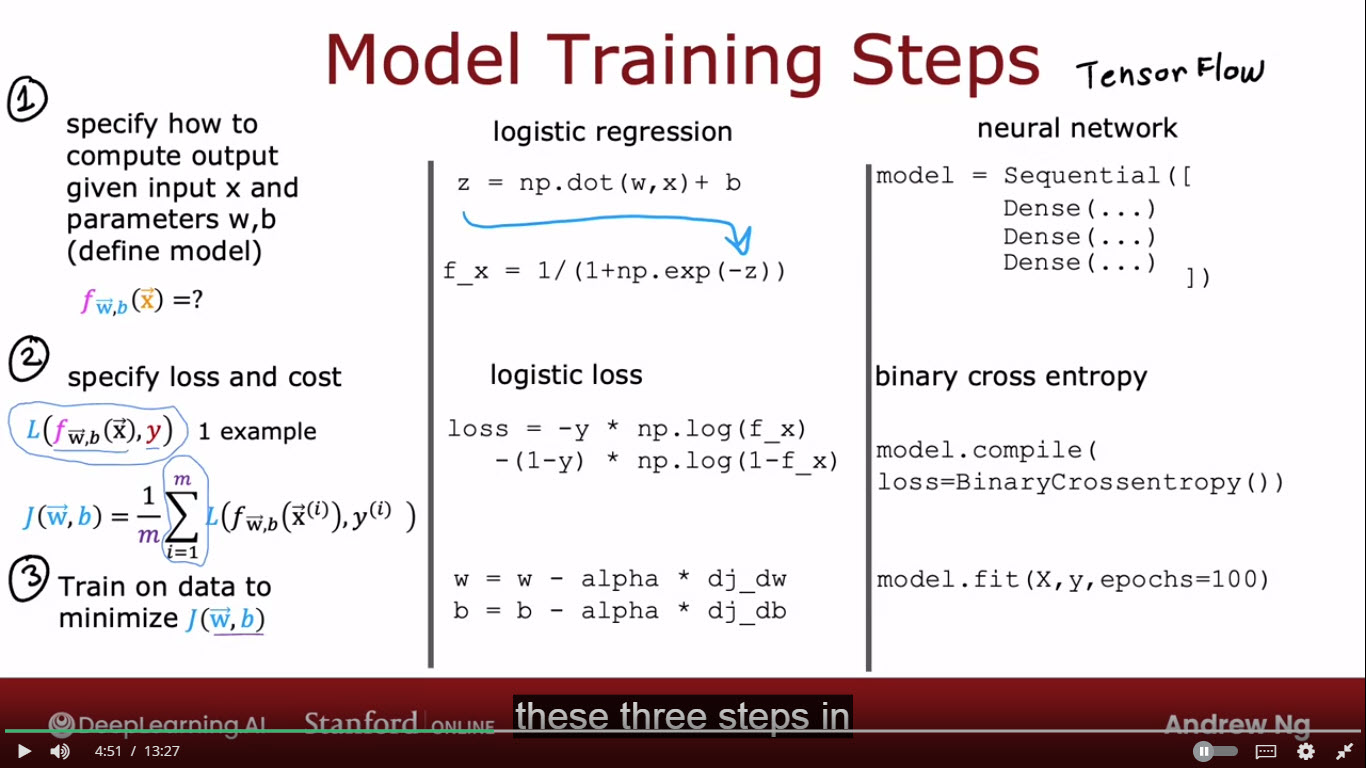 Model Training Steps
TensorFlow
1
specify how to
compute output
given input x and
parameters w,b
(define model)
f w⃗,b (x⃗) =?
logistic regression
z = np.dot(w,x)+ b
f_x = 1/(1+np.exp(-z))
neural network
model = Sequential([
Dense(...)
Dense(...)
Dense(...)
])
2
specify loss and cost
L(f w⃗,b (x⃗), y) 1 example
J(w⃗, b) = 1/m ∑ i=1 m L(f w⃗,b (x⃗(i)), y(i) )
logistic loss
loss = -y * np.log(f_x)
-(1-y) * np.log(1-f_x)
binary cross entropy
model.compile(
loss=BinaryCrossentropy())
3
Train on data to
minimize J(w⃗, b)
w = w - alpha * dj_dw
b = b - alpha * dj_db
model.fit(X,y,epochs=100)
DeepLearning.AI
Stanford ONLINE
these three steps in
Andrew Ng
4:51 / 13:27